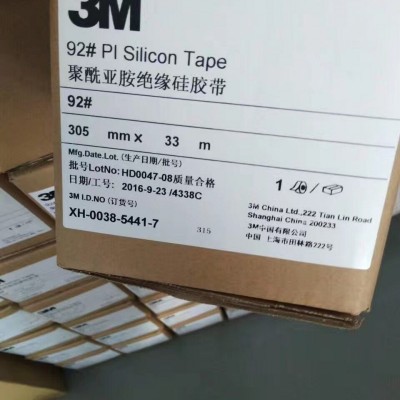 3M
92# PI Silicon Tape
聚酰亚胺绝缘硅胶带
92#
305 mm x 33 m
Mfg.Date.Lot. (生产日期/批号)
批号LotNo: HD0047-08质量合格
日期/工号: 2016-9-23 /4338C
1 /
3M I.D.NO (订货号)
XH-0038-5441-7
315
3M China Ltd.,222 Tian Lin Road
Shanghai China 200233
3M中国有限公司
中国 上海市田林路222号